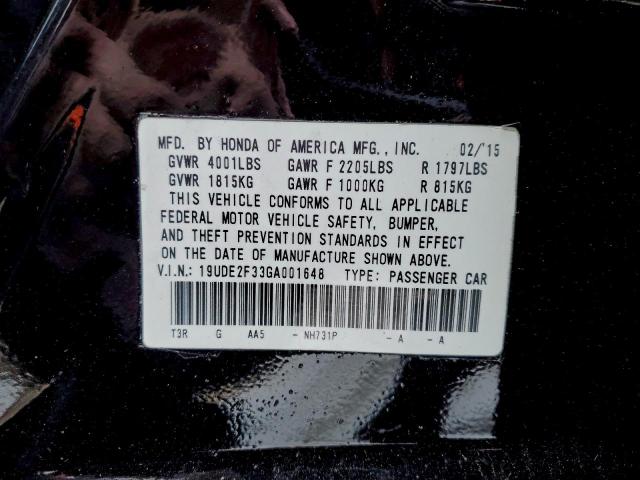 MFD. BY HONDA OF AMERICA MFG., INC. 02/'15
GVWR 4001LBS GAWR F 2205LBS R 1797LBS
GVWR 1815KG GAWR F 1000KG R 815KG
THIS VEHICLE CONFORMS TO ALL APPLICABLE
FEDERAL MOTOR VEHICLE SAFETY, BUMPER,
AND THEFT PREVENTION STANDARDS IN EFFECT
ON THE DATE OF MANUFACTURE SHOWN ABOVE.
V.I.N.: 19UDE2F33GA001648 TYPE: PASSENGER CAR
T3R G AA5 - NH731P - A - A